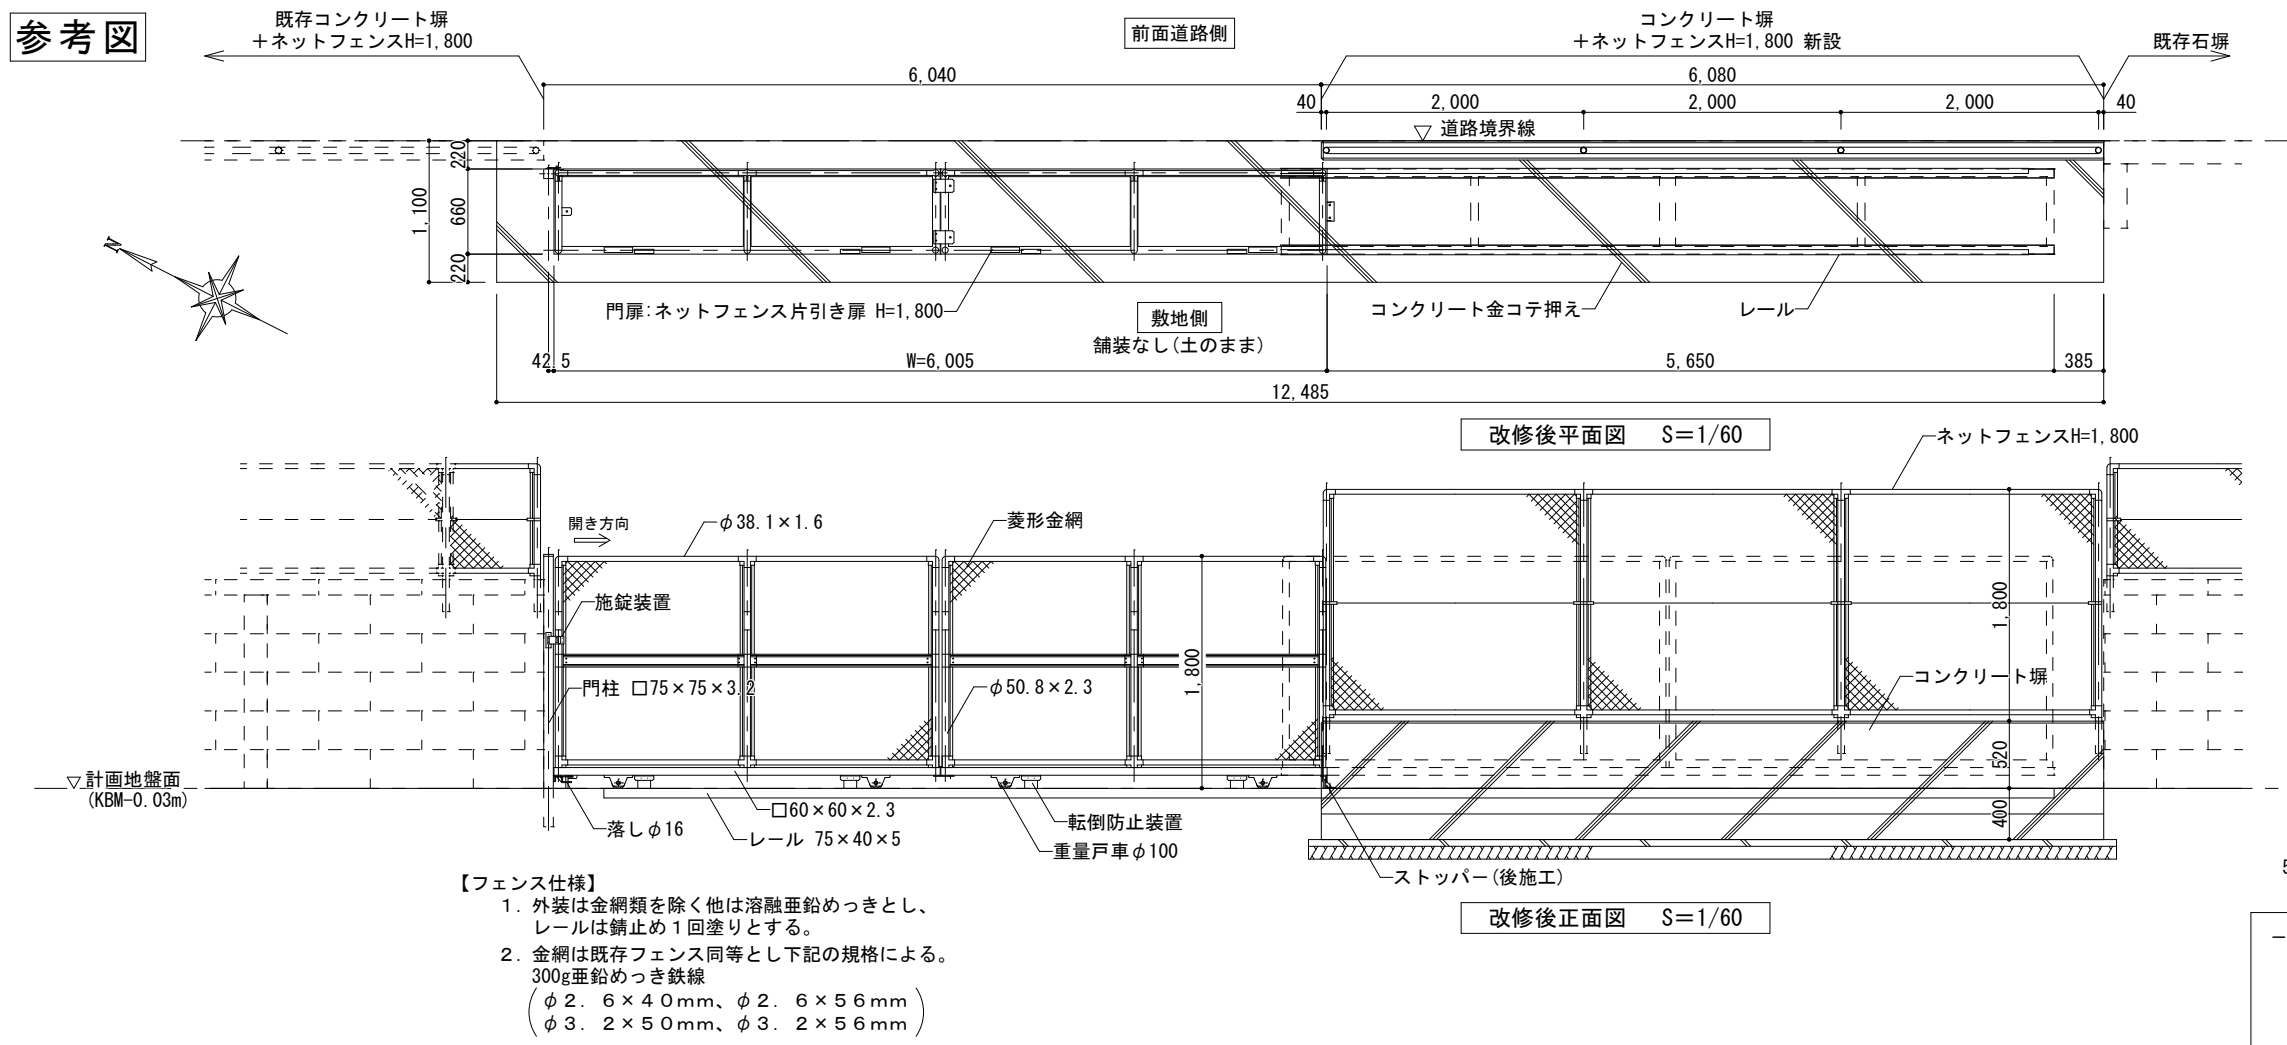 参考図
既存コンクリート塀
＋ネットフェンスH=1,800
前面道路側
コンクリート塀
＋ネットフェンスH=1,800 新設
既存石塀
6,040
6,080
40
2,000
2,000
2,000
40
▽ 道路境界線
220
660
220
1,100
N
門扉:ネットフェンス片引き扉 H=1,800
敷地側
舗装なし(土のまま)
コンクリート金コテ押え
レール
42.5
W=6,005
5,650
385
12,485
改修後平面図 S=1/60
ネットフェンスH=1,800
開き方向
φ38.1×1.6
菱形金網
施錠装置
1,800
1,800
門柱 □75×75×3.2
φ50.8×2.3
コンクリート塀
520
▽計画地盤面
(KBM-0.03m)
400
□60×60×2.3
落しφ16
レール 75×40×5
転倒防止装置
重量戸車φ100
ストッパー(後施工)
5
【フェンス仕様】
1. 外装は金網類を除く他は溶融亜鉛めっきとし、
レールは錆止め１回塗りとする。
2. 金網は既存フェンス同等とし下記の規格による。
300g亜鉛めっき鉄線
φ２．６×４０mm、φ２．６×５６mm
φ３．２×５０mm、φ３．２×５６mm
改修後正面図 S=1/60